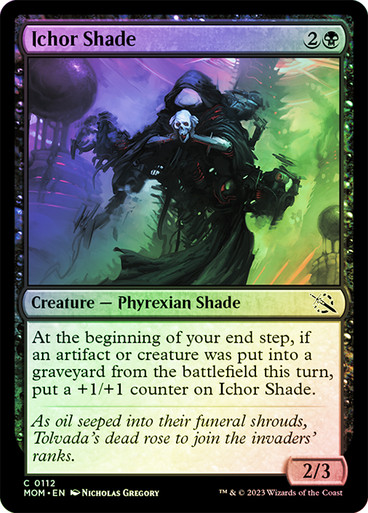 Ichor Shade 2
Creature — Phyrexian Shade
At the beginning of your end step, if
an artifact or creature was put into a
graveyard from the battlefield this turn,
put a +1/+1 counter on Ichor Shade.
As oil seeped into their funeral shrouds,
Tolvada's dead rose to join the invaders'
ranks.
2/3
C 0112
MOM • EN Nicholas Gregory
™ & © 2023 Wizards of the Coast